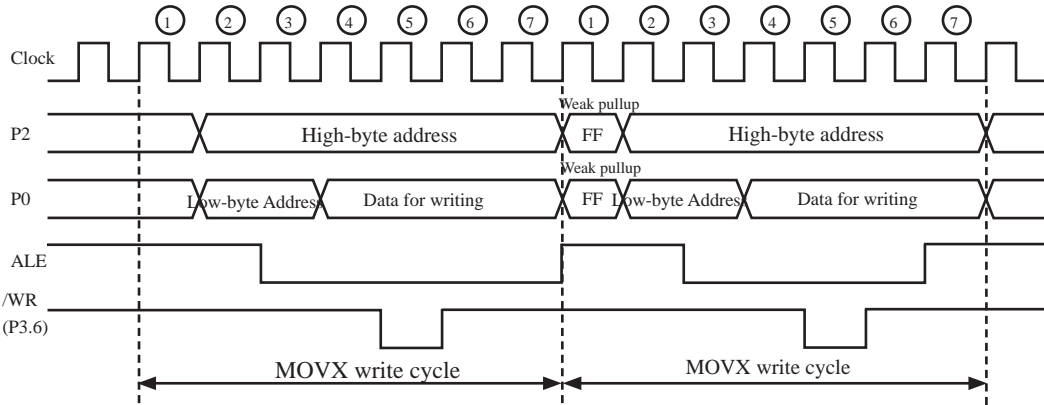 1 2 3 4 5 6 7 1 2 3 4 5 6 7
Clock
Weak pullup
P2 High-byte address FF High-byte address
Weak pullup
P0 Low-byte Address Data for writing FF Low-byte Address Data for writing
ALE
/WR
(P3.6)
MOVX write cycle MOVX write cycle